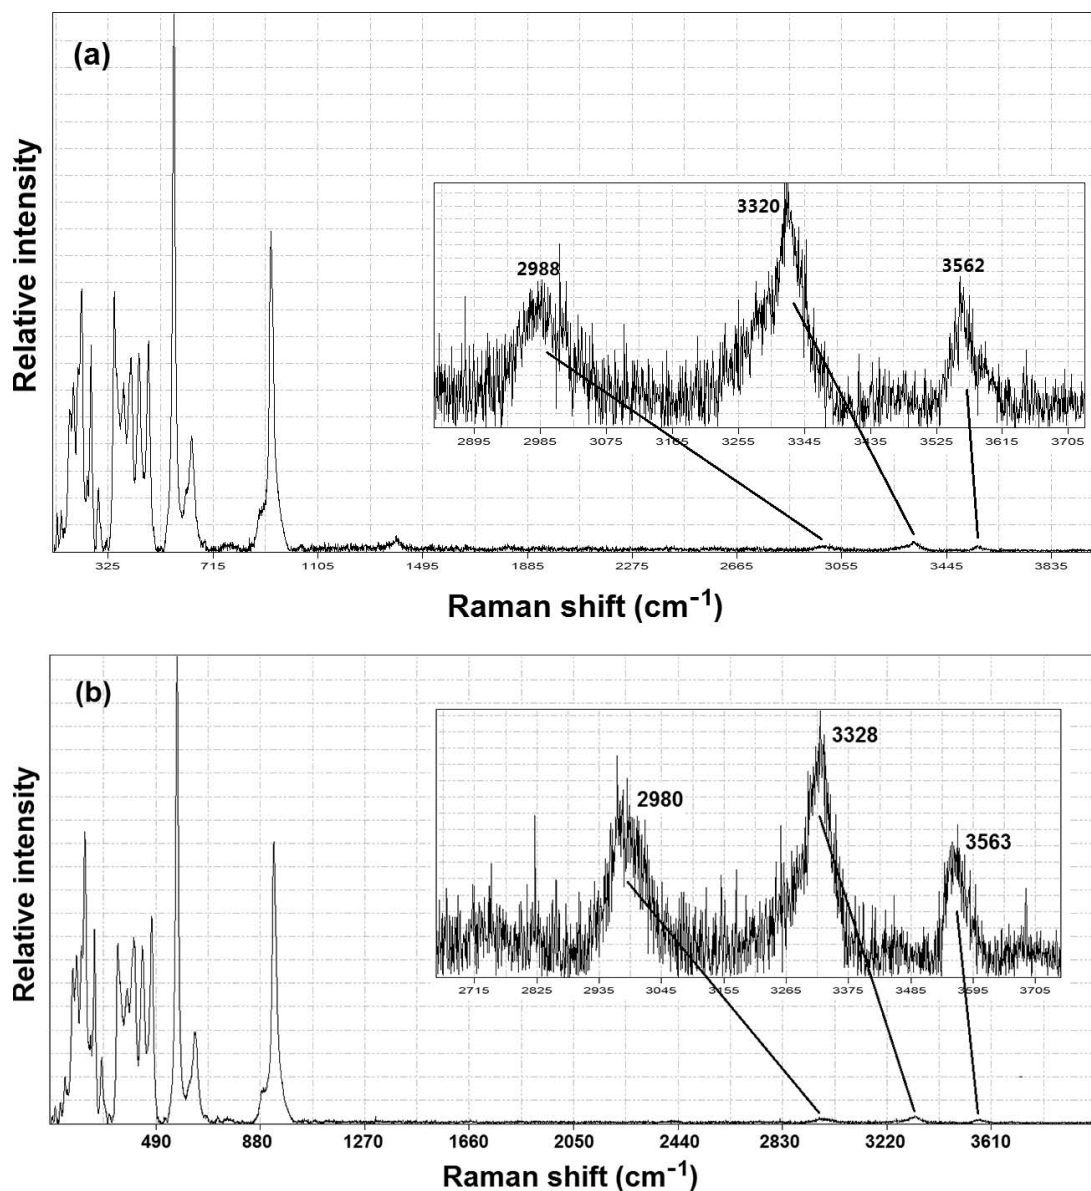 (a)
Relative intensity
3320
2988
3562
2895 2985 3075 3165 3255 3345 3435 3525 3615 3705
325 715 1105 1495 1885 2275 2665 3055 3445 3835
Raman shift (cm⁻¹)
(b)
Relative intensity
3328
2980
3563
2715 2825 2935 3045 3155 3265 3375 3485 3595 3705
490 880 1270 1660 2050 2440 2830 3220 3610
Raman shift (cm⁻¹)